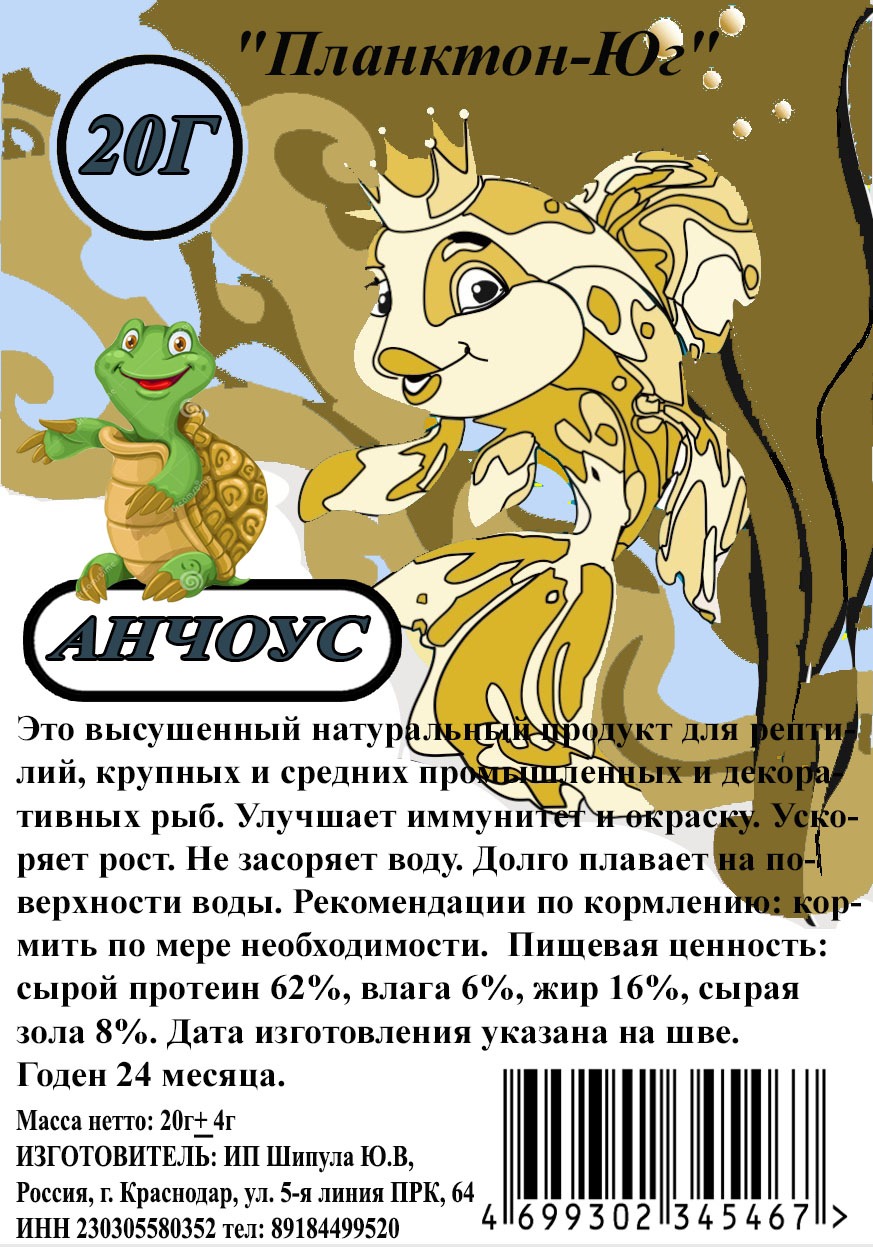 "Планктон-Юг"
20Г
АНЧОУС
Это высушенный натуральный продукт для репти-
лий, крупных и средних промышленных и декора-
тивных рыб. Улучшает иммунитет и окраску. Уско-
ряет рост. Не засоряет воду. Долго плавает на по-
верхности воды. Рекомендации по кормлению: кор-
мить по мере необходимости. Пищевая ценность:
сырой протеин 62%, влага 6%, жир 16%, сырая
зола 8%. Дата изготовления указана на шве.
Годен 24 месяца.
Масса нетто: 20г± 4г
ИЗГОТОВИТЕЛЬ: ИП Шипула Ю.В,
Россия, г. Краснодар, ул. 5-я линия ПРК, 64
ИНН 230305580352 тел: 89184499520
4 699302 345467 >